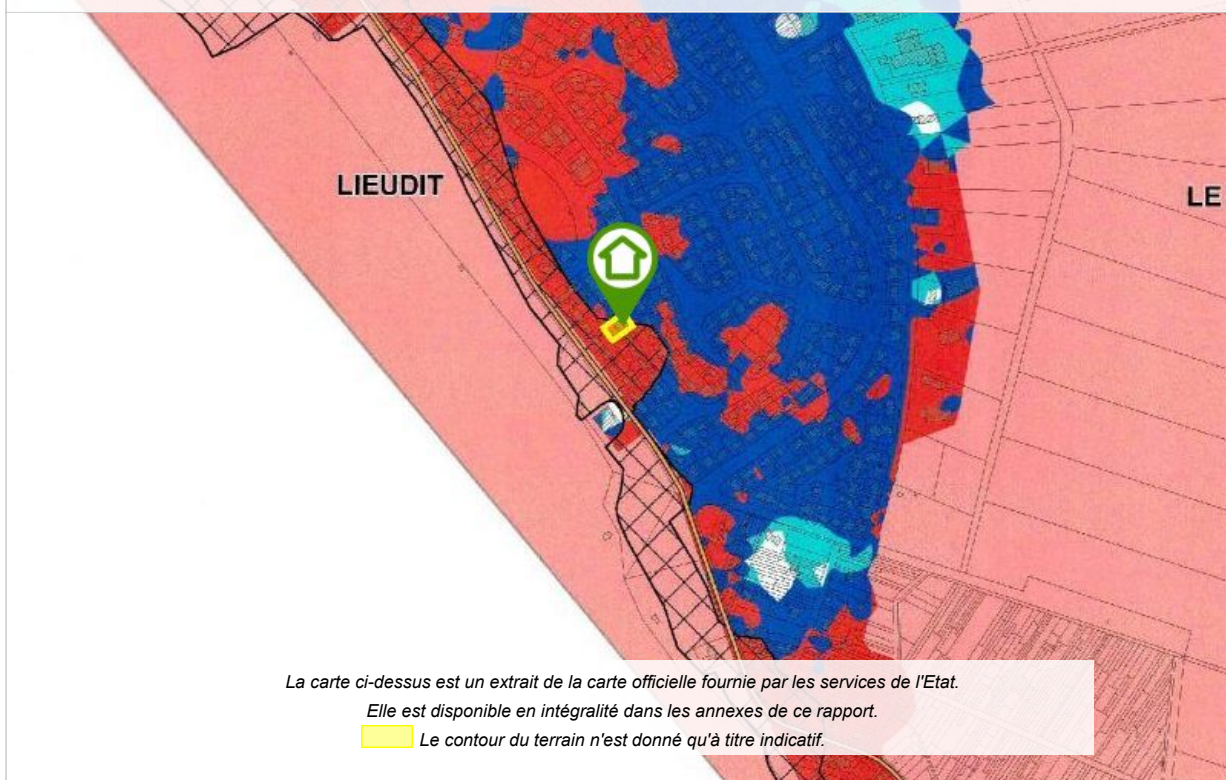 LIEUDIT
LE
La carte ci-dessus est un extrait de la carte officielle fournie par les services de l'Etat.
Elle est disponible en intégralité dans les annexes de ce rapport.
Le contour du terrain n'est donné qu'à titre indicatif.